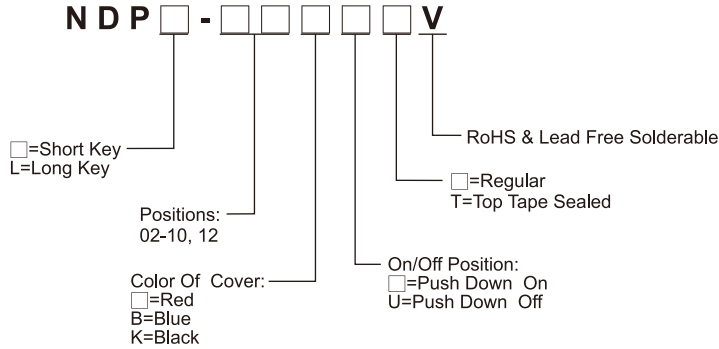 NDP□-□□□□□V
□=Short Key
L=Long Key
RoHS & Lead Free Solderable
□=Regular
T=Top Tape Sealed
Positions:
02-10, 12
On/Off Position:
□=Push Down On
U=Push Down Off
Color Of Cover:
□=Red
B=Blue
K=Black